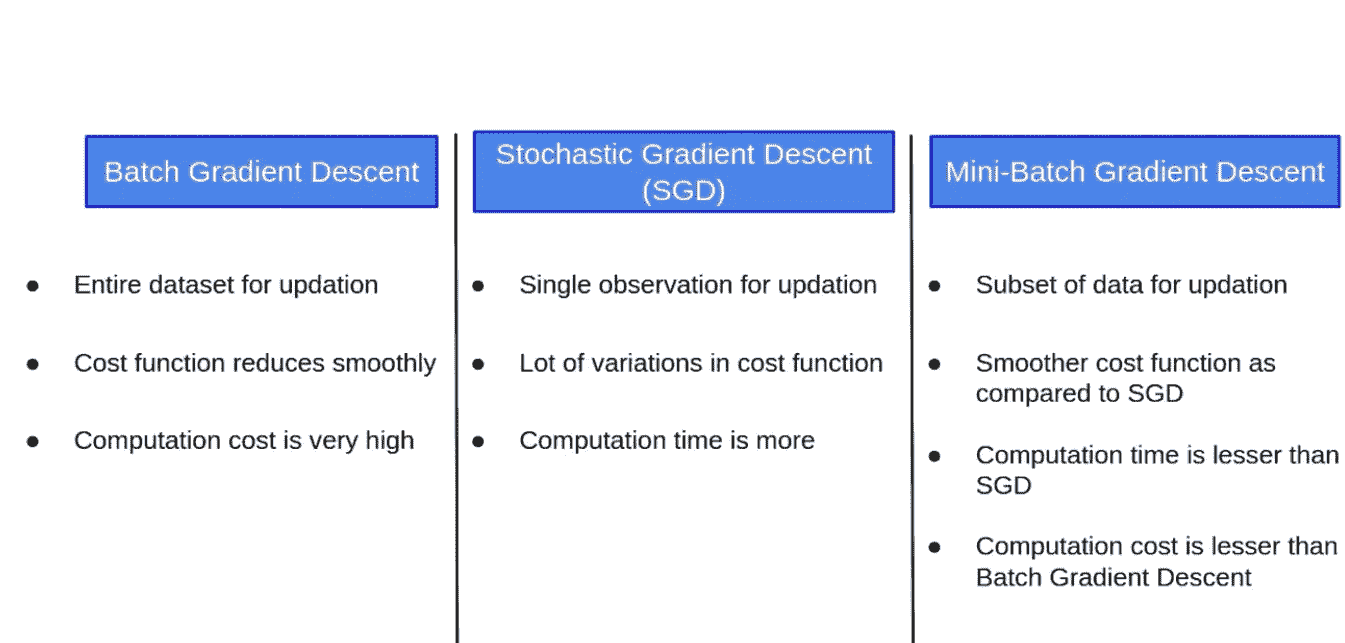 Batch Gradient Descent
● Entire dataset for updation
● Cost function reduces smoothly
● Computation cost is very high
Stochastic Gradient Descent
(SGD)
● Single observation for updation
● Lot of variations in cost function
● Computation time is more
Mini-Batch Gradient Descent
● Subset of data for updation
● Smoother cost function as
compared to SGD
● Computation time is lesser than
SGD
● Computation cost is lesser than
Batch Gradient Descent